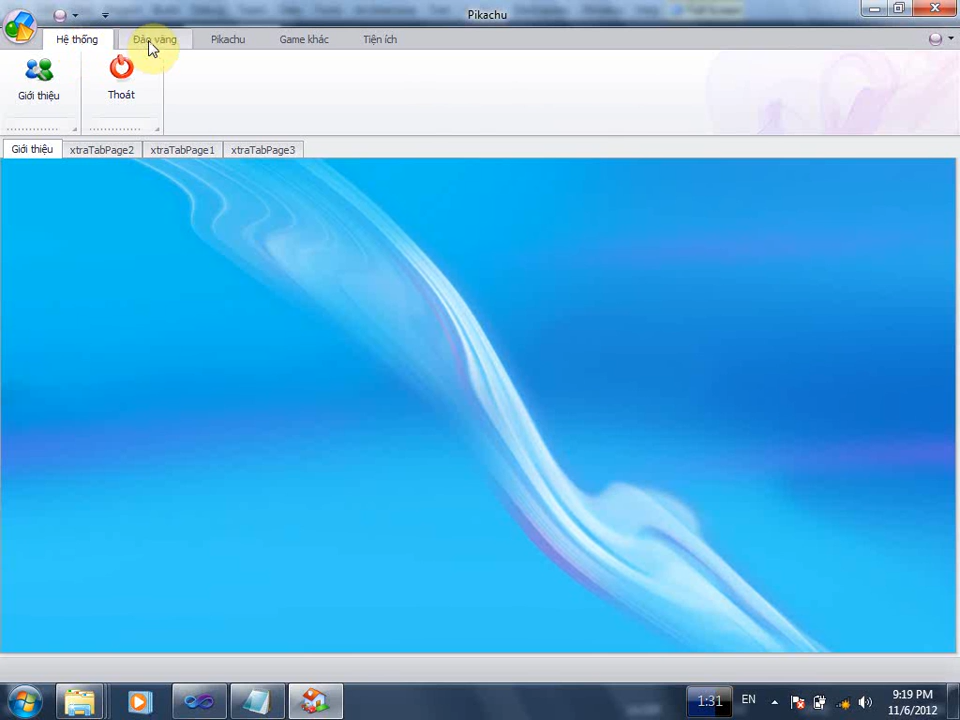 Pikachu
Hệ thống
Đào vàng
Pikachu
Game khác
Tiện ích
Giới thiệu
Thoát
Giới thiệu
xtraTabPage2
xtraTabPage1
xtraTabPage3
1:31
EN
9:19 PM
11/6/2012